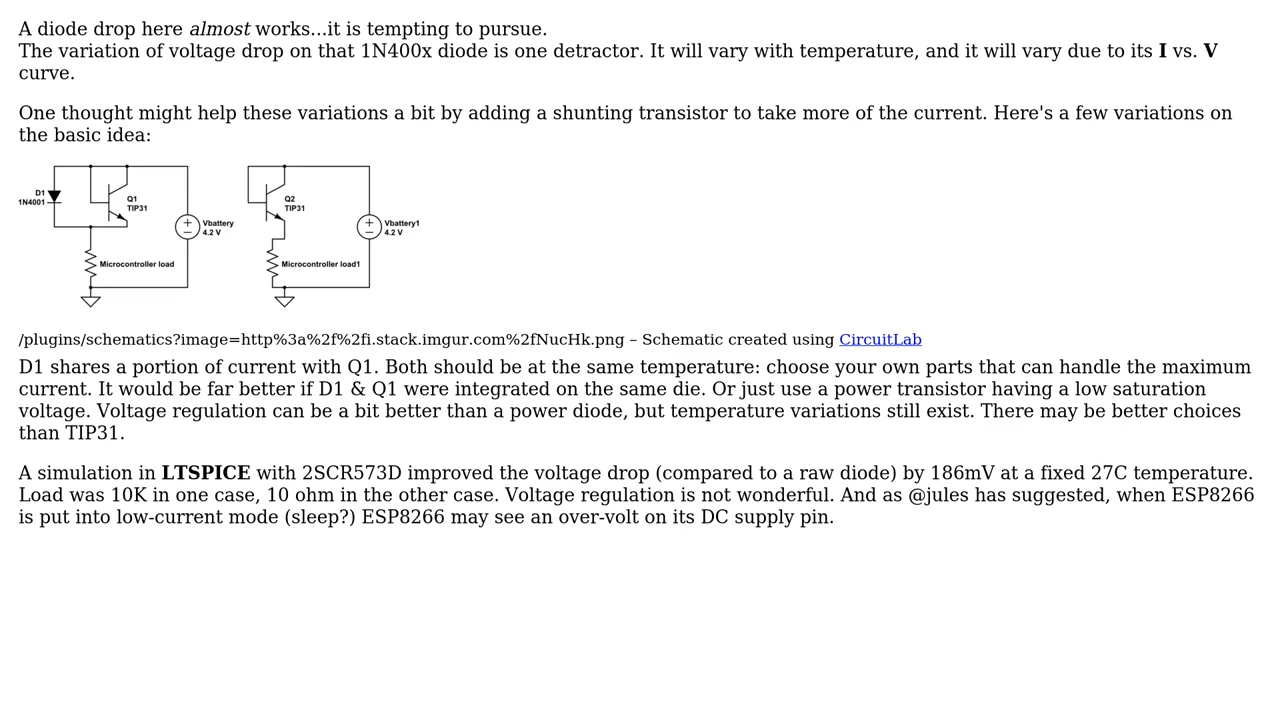 A diode drop here almost works...it is tempting to pursue.
The variation of voltage drop on that 1N400x diode is one detractor. It will vary with temperature, and it will vary due to its I vs. V
curve.
One thought might help these variations a bit by adding a shunting transistor to take more of the current. Here's a few variations on
the basic idea:
D1
1N4001
Q1
TIP31
Vbattery
4.2 V
Microcontroller load
Q2
TIP31
Vbattery1
4.2 V
Microcontroller load1
/plugins/schematics?image=http%3a%2f%2fi.stack.imgur.com%2fNucHk.png – Schematic created using CircuitLab
D1 shares a portion of current with Q1. Both should be at the same temperature: choose your own parts that can handle the maximum
current. It would be far better if D1 & Q1 were integrated on the same die. Or just use a power transistor having a low saturation
voltage. Voltage regulation can be a bit better than a power diode, but temperature variations still exist. There may be better choices
than TIP31.
A simulation in LTSPICE with 2SCR573D improved the voltage drop (compared to a raw diode) by 186mV at a fixed 27C temperature.
Load was 10K in one case, 10 ohm in the other case. Voltage regulation is not wonderful. And as @jules has suggested, when ESP8266
is put into low-current mode (sleep?) ESP8266 may see an over-volt on its DC supply pin.